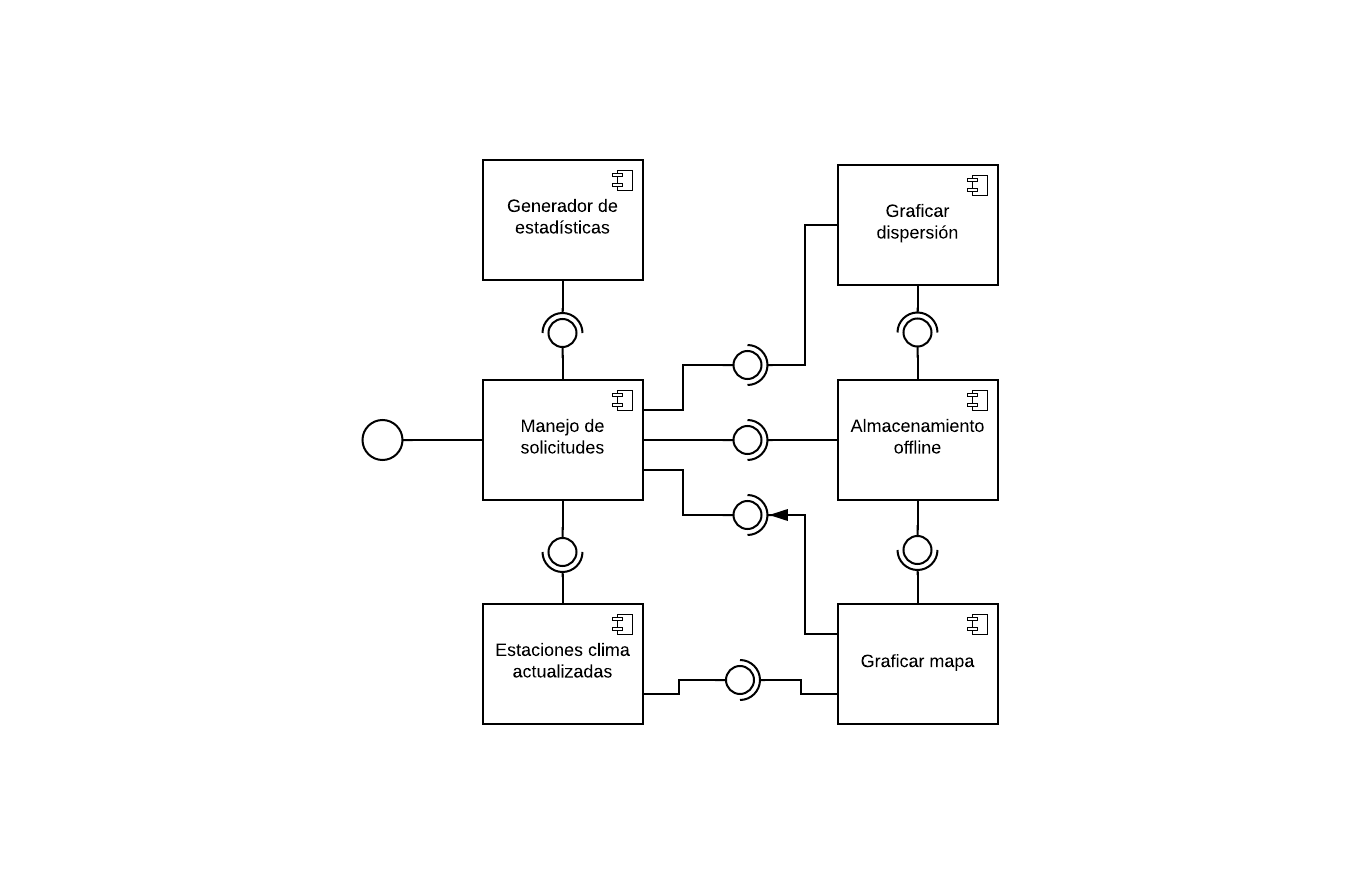 Generador de
estadísticas
Graficar
dispersión
Manejo de
solicitudes
Almacenamiento
offline
Estaciones clima
actualizadas
Graficar mapa